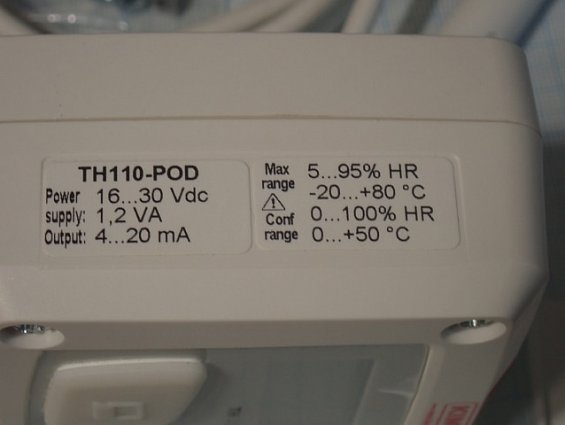 TH110-POD
Power supply: 16...30 Vdc
1,2 VA
Output: 4...20 mA
Max range 5...95% HR
-20...+80 °C
Conf range 0...100% HR
0...+50 °C